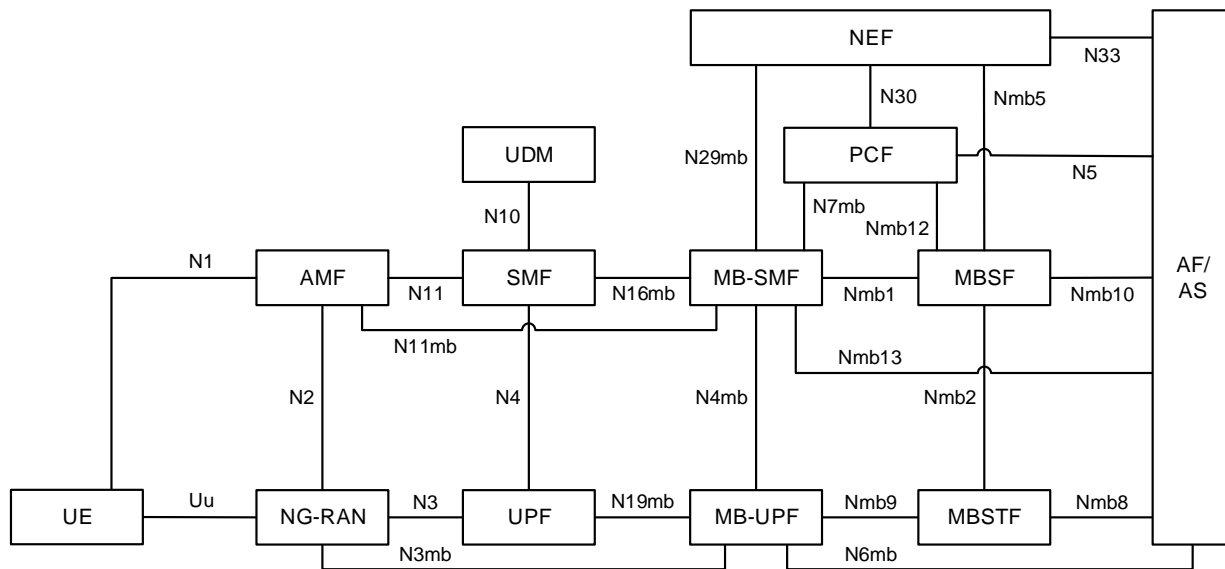 NEF
N33
N30
Nmb5
UDM
N29mb
PCF
N5
N10
N7mb
Nmb12
N1
AMF
N11
SMF
N16mb
MB-SMF
Nmb1
MBSF
Nmb10
AF/
AS
N11mb
Nmb13
N2
N4
N4mb
Nmb2
UE
Uu
NG-RAN
N3
UPF
N19mb
MB-UPF
Nmb9
MBSTF
Nmb8
N3mb
N6mb